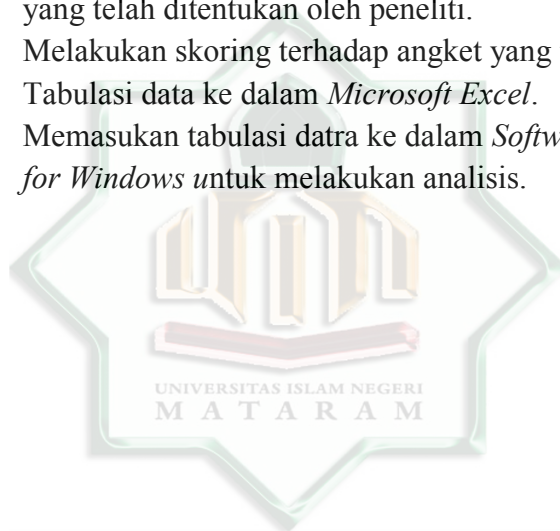 yang telah ditentukan oleh peneliti.
Melakukan skoring terhadap angket yang
Tabulasi data ke dalam Microsoft Excel.
Memasukan tabulasi datra ke dalam
for Windows untuk melakukan analisis.
UNIVERSITAS ISLAM NEGERI
MATARAM